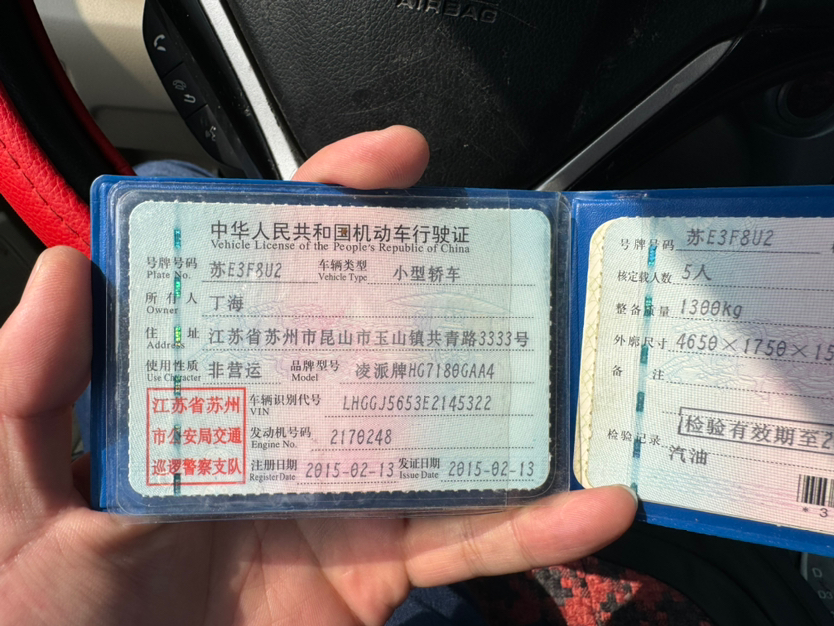 AIRBAG
中华人民共和国机动车行驶证
Vehicle License of the People's Republic of China
号牌号码 苏E3F8U2 车辆类型 小型轿车
Plate No. Vehicle Type
所有人 丁海
Owner
住址 江苏省苏州市昆山市玉山镇共青路3333号
Address
使用性质 非营运 品牌型号 凌派牌HG7180GAA4
Use Character Model
江苏省苏州
市公安局交通
巡逻警察支队
车辆识别代号 LHGGJ5653E2145322
VIN
发动机号码 2170248
Engine No.
注册日期 2015-02-13 发证日期 2015-02-13
Register Date Issue Date
号牌号码 苏E3F8U2
核定载人数 5人
整备质量 1300kg
外廓尺寸 4650×1750×15
备注
检验有效期至2
检验记录
汽油
*3
D